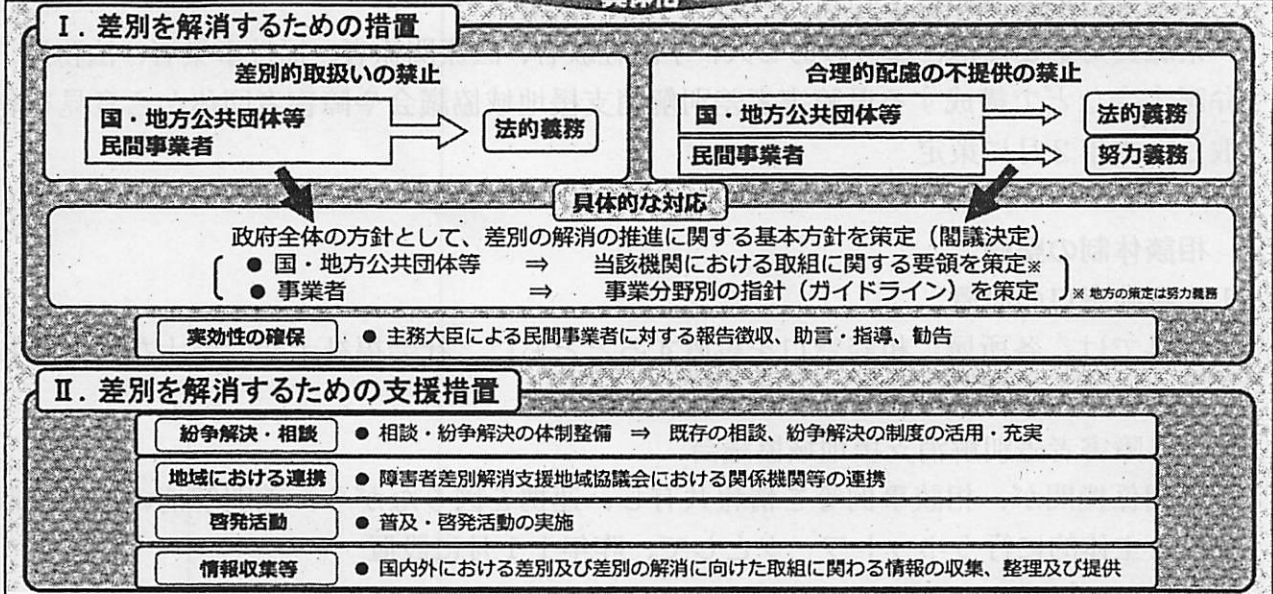 具体化
Ⅰ. 差別を解消するための措置
差別的取扱いの禁止
国・地方公共団体等
民間事業者
法的義務
合理的配慮の不提供の禁止
国・地方公共団体等
法的義務
民間事業者
努力義務
具体的な対応
政府全体の方針として、差別の解消の推進に関する基本方針を策定（閣議決定）
● 国・地方公共団体等 ⇒ 当該機関における取組に関する要領を策定※
● 事業者 ⇒ 事業分野別の指針（ガイドライン）を策定
※ 地方の策定は努力義務
実効性の確保 ● 主務大臣による民間事業者に対する報告徴収、助言・指導、勧告
Ⅱ. 差別を解消するための支援措置
紛争解決・相談 ● 相談・紛争解決の体制整備 ⇒ 既存の相談、紛争解決の制度の活用・充実
地域における連携 ● 障害者差別解消支援地域協議会における関係機関等の連携
啓発活動 ● 普及・啓発活動の実施
情報収集等 ● 国内外における差別及び差別の解消に向けた取組に関わる情報の収集、整理及び提供